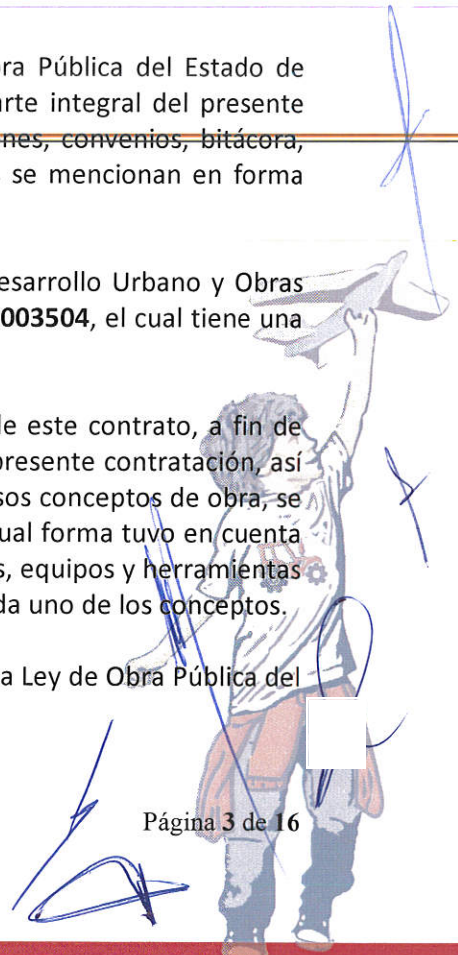 ra Pública del Estado de
arte integral del presente
nes, convenios, bitácora,
se mencionan en forma
esarrollo Urbano y Obras
003504, el cual tiene una
le este contrato, a fin de
presente contratación, así
sos conceptos de obra, se
ual forma tuvo en cuenta
s, equipos y herramientas
da uno de los conceptos.
a Ley de Obra Pública del
Página 3 de 16